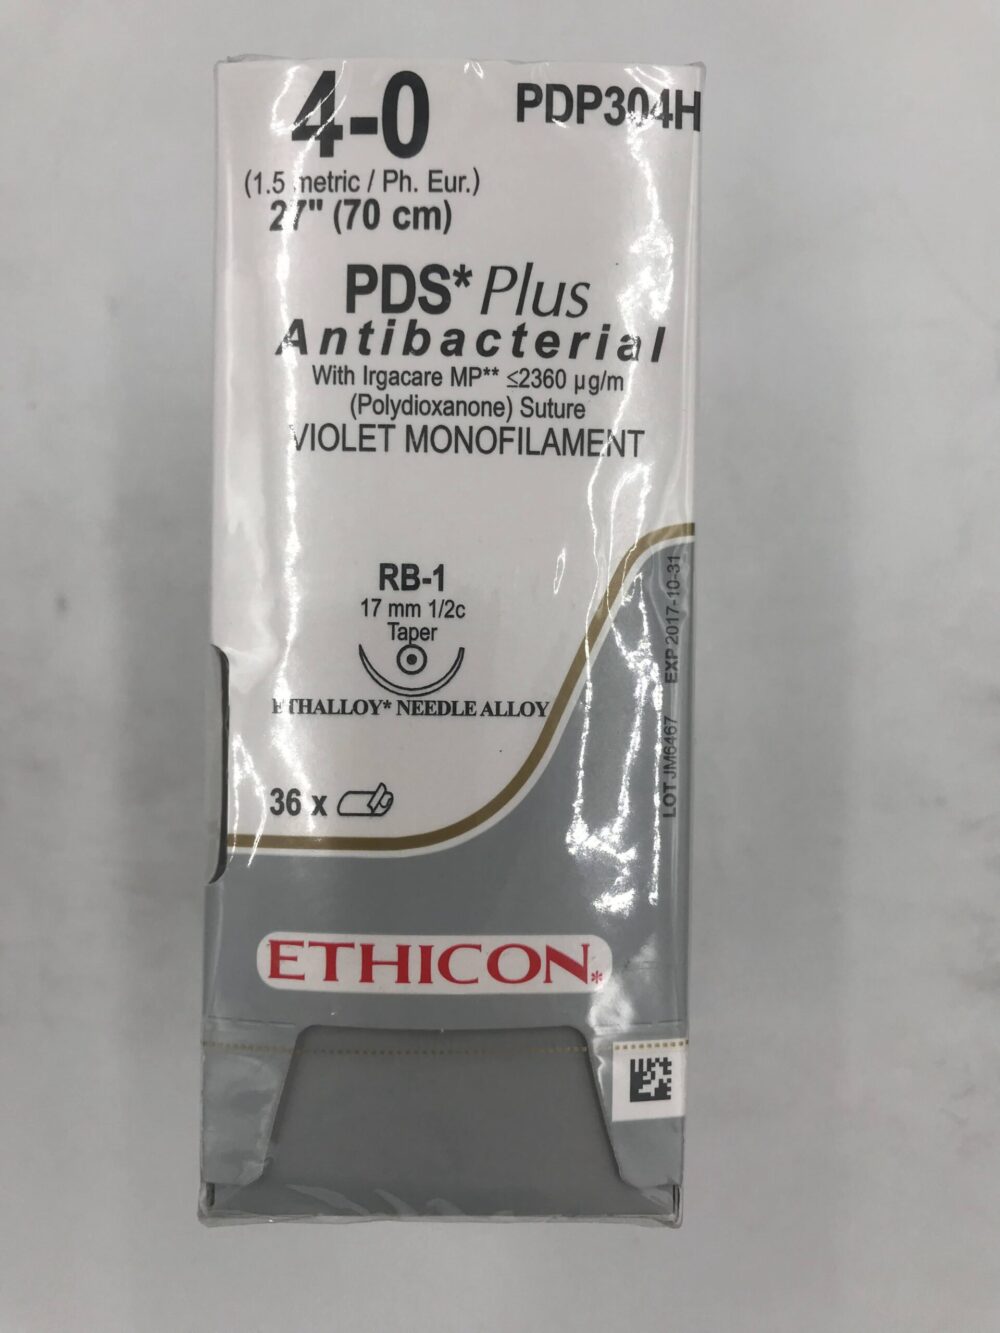 4-0
PDP304H
(1.5 metric / Ph. Eur.)
27" (70 cm)
PDS* Plus
Antibacterial
With Irgacare MP** ≤2360 µg/m
(Polydioxanone) Suture
VIOLET MONOFILAMENT
RB-1
17 mm 1/2c
Taper
ETHALLOY* NEEDLE ALLOY
36 x
LOT JM6467 EXP 2017-10-31
ETHICON*